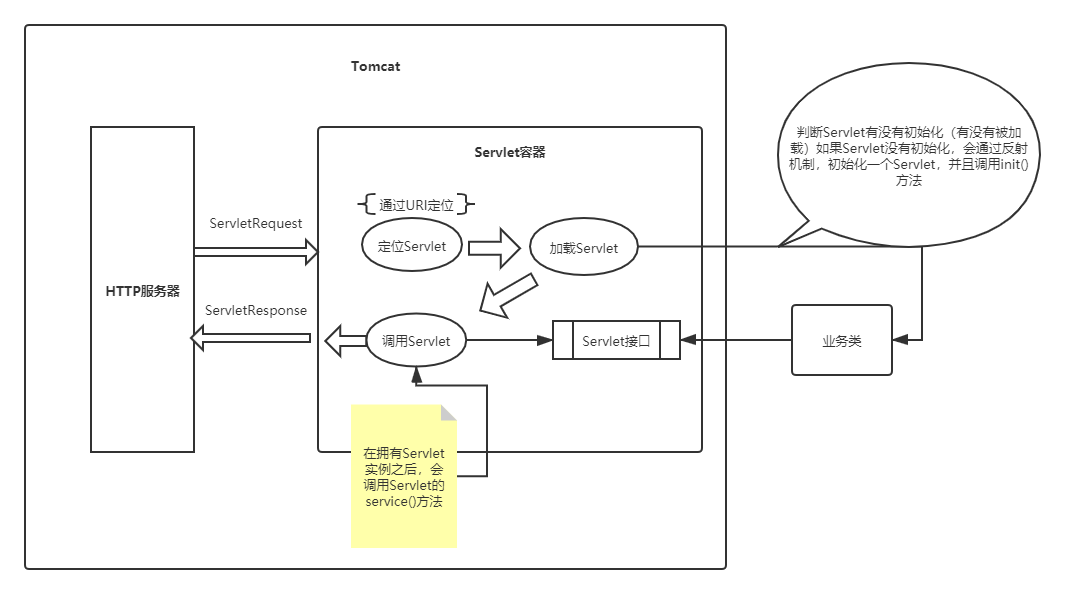 Tomcat
Servlet容器
判断Servlet有没有初始化（有没有被加
载）如果Servlet没有初始化，会通过反射
机制，初始化一个Servlet，并且调用init()
方法
通过URI定位
ServletRequest
定位Servlet
加载Servlet
HTTP服务器
ServletResponse
调用Servlet
Servlet接口
业务类
在拥有Servlet
实例之后，会
调用Servlet的
service()方法